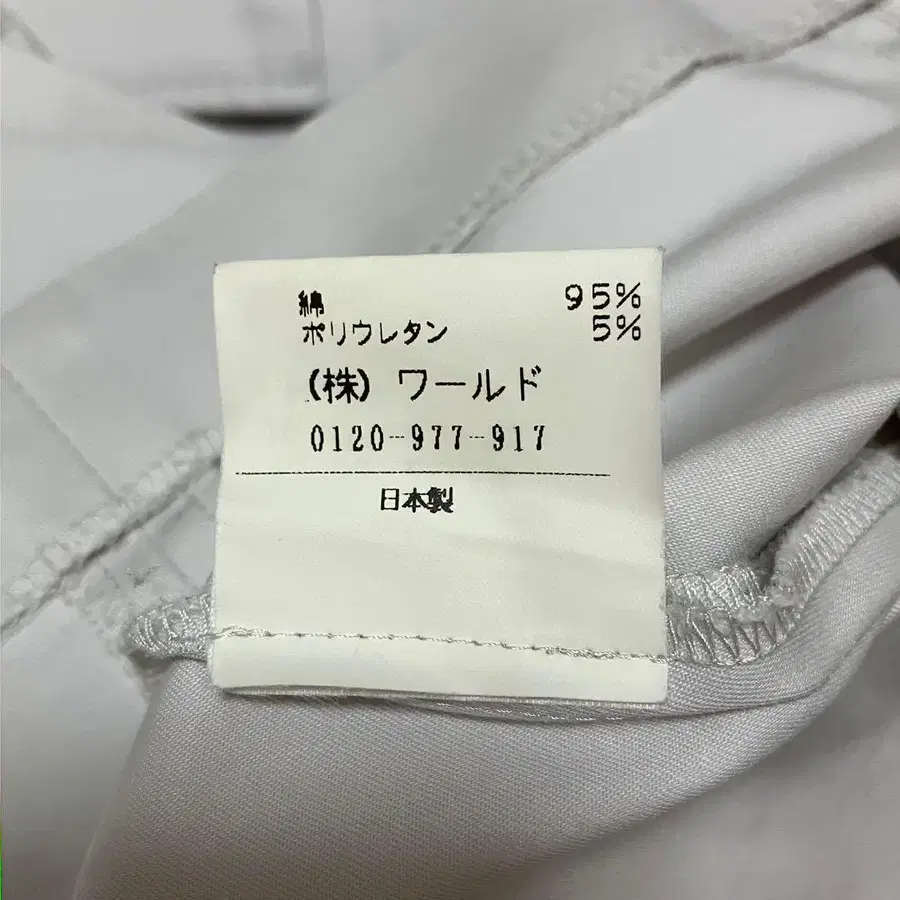 綿 95%
ポリウレタン 5%
(株) ワールド
0120-977-917
日本製